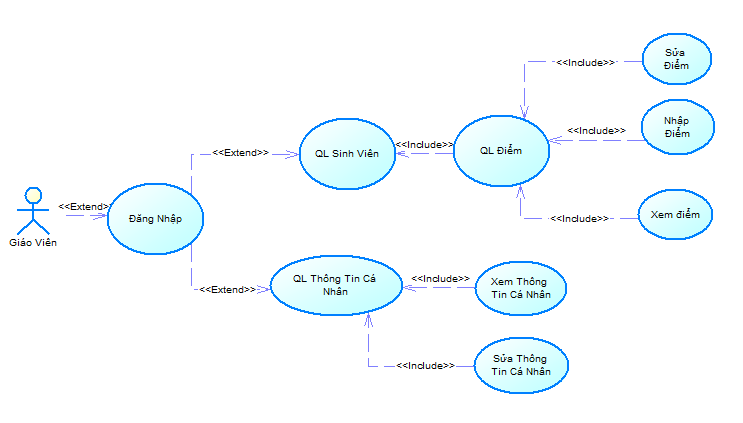 Sửa
Điểm
<<Include>>
Nhập
Điểm
<<Include>>
QL Sinh Viên
<<Include>>
QL Điểm
<<Extend>>
<<Extend>
Đăng Nhập
Giáo Viên
Xem điểm
<<Include>>
QL Thông Tin Cá
Nhân
<<Extend>>
<<Include>>
Xem Thông
Tin Cá Nhân
<<Include>>
Sửa Thông
Tin Cá Nhân